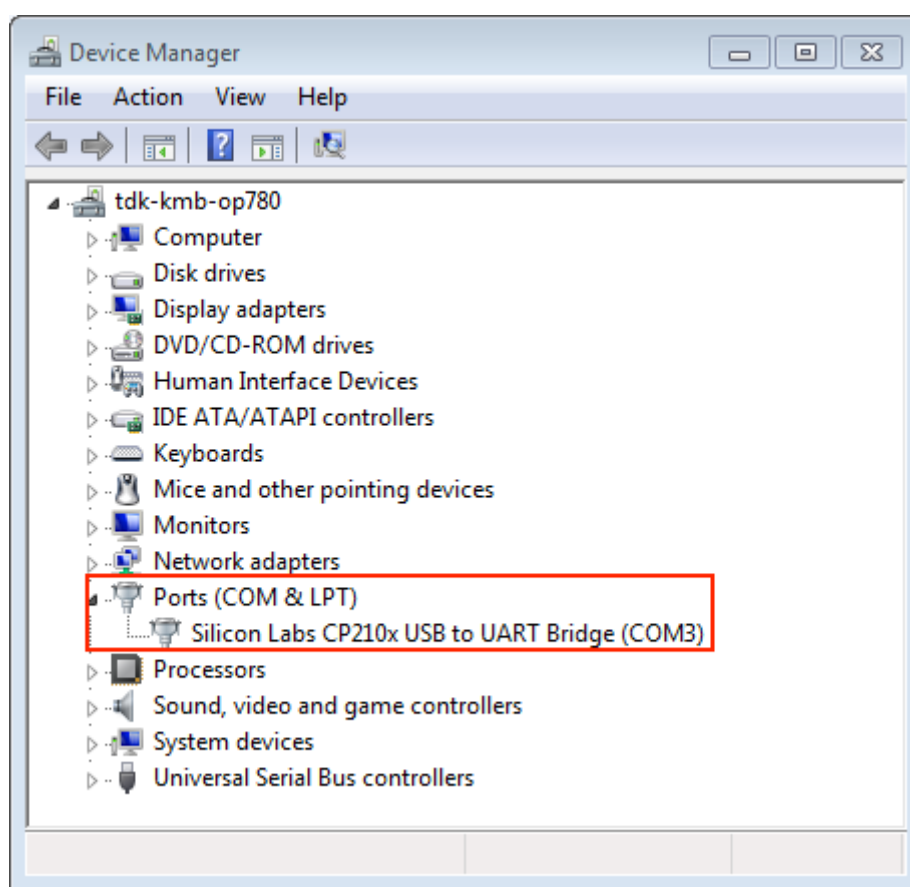 Device Manager
File Action View Help
tdk-kmb-op780
Computer
Disk drives
Display adapters
DVD/CD-ROM drives
Human Interface Devices
IDE ATA/ATAPI controllers
Keyboards
Mice and other pointing devices
Monitors
Network adapters
Ports (COM & LPT)
Silicon Labs CP210x USB to UART Bridge (COM3)
Processors
Sound, video and game controllers
System devices
Universal Serial Bus controllers